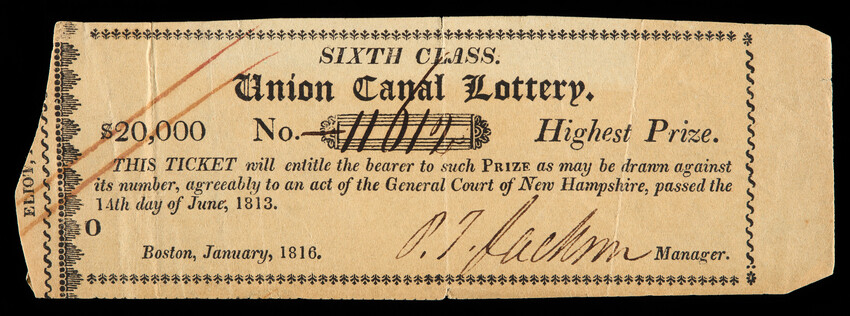 SIXTH CLASS.
Union Canal Lottery.
$20,000 No. 11612 Highest Prize.
THIS TICKET will entitle the bearer to such PRIZE as may be drawn against
its number, agreeably to an act of the General Court of New Hampshire, passed the
14th day of June, 1813.
O
Boston, January, 1816. P. T. Jackson Manager.
ELIOT,